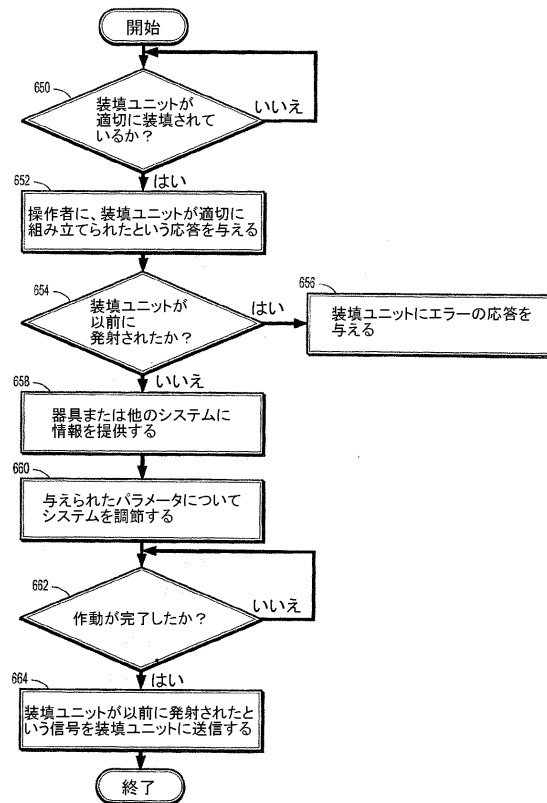 開始
650
装填ユニットが
適切に装填されて
いるか?
いいえ
はい
652
操作者に、装填ユニットが適切に
組み立てられたという応答を与える
654
装填ユニットが
以前に
発射されたか?
はい
656
装填ユニットにエラーの応答を
与える
いいえ
658
器具または他のシステムに
情報を提供する
660
与えられたパラメータについて
システムを調節する
662
作動が完了したか?
いいえ
はい
664
装填ユニットが以前に発射されたと
いう信号を装填ユニットに送信する
終了